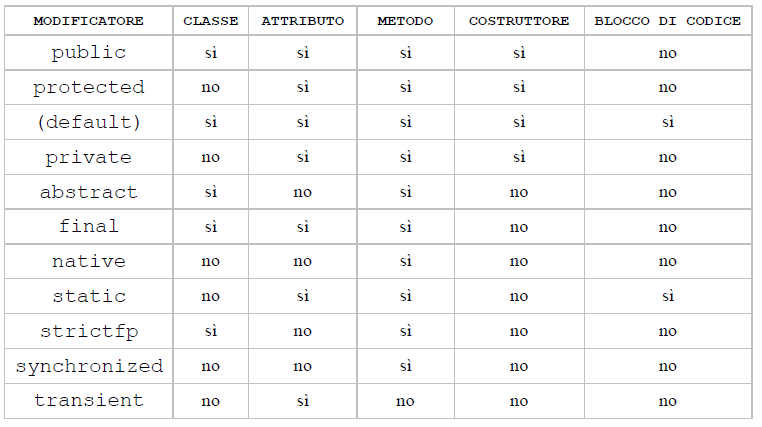 MODIFICATORE CLASSE ATTRIBUTO METODO COSTRUTTORE BLOCCO DI CODICE
public sì sì sì sì no
protected no sì sì sì no
(default) sì sì sì sì sì
private no sì sì sì no
abstract sì no sì no no
final sì sì sì no no
native no no sì no no
static no sì sì no sì
strictfp sì no sì no no
synchronized no no sì no no
transient no sì no no no